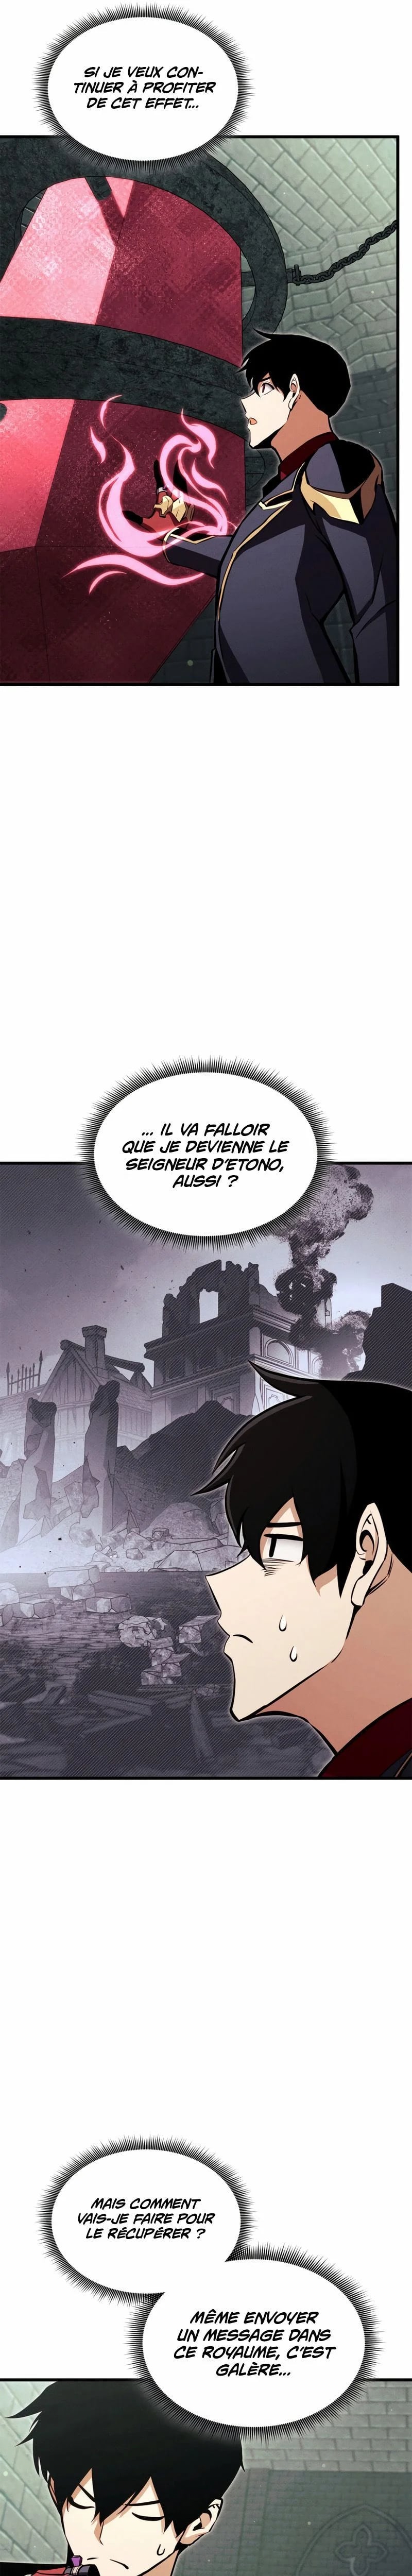 SI JE VEUX CON-
TINUER À PROFITER
DE CET EFFET...
... IL VA FALLOIR
QUE JE DEVIENNE LE
SEIGNEUR D'ETONO,
AUSSI ?
MAIS COMMENT
VAIS-JE FAIRE POUR
LE RÉCUPÉRER ?
MÊME ENVOYER
UN MESSAGE DANS
CE ROYAUME, C'EST
GALÈRE...